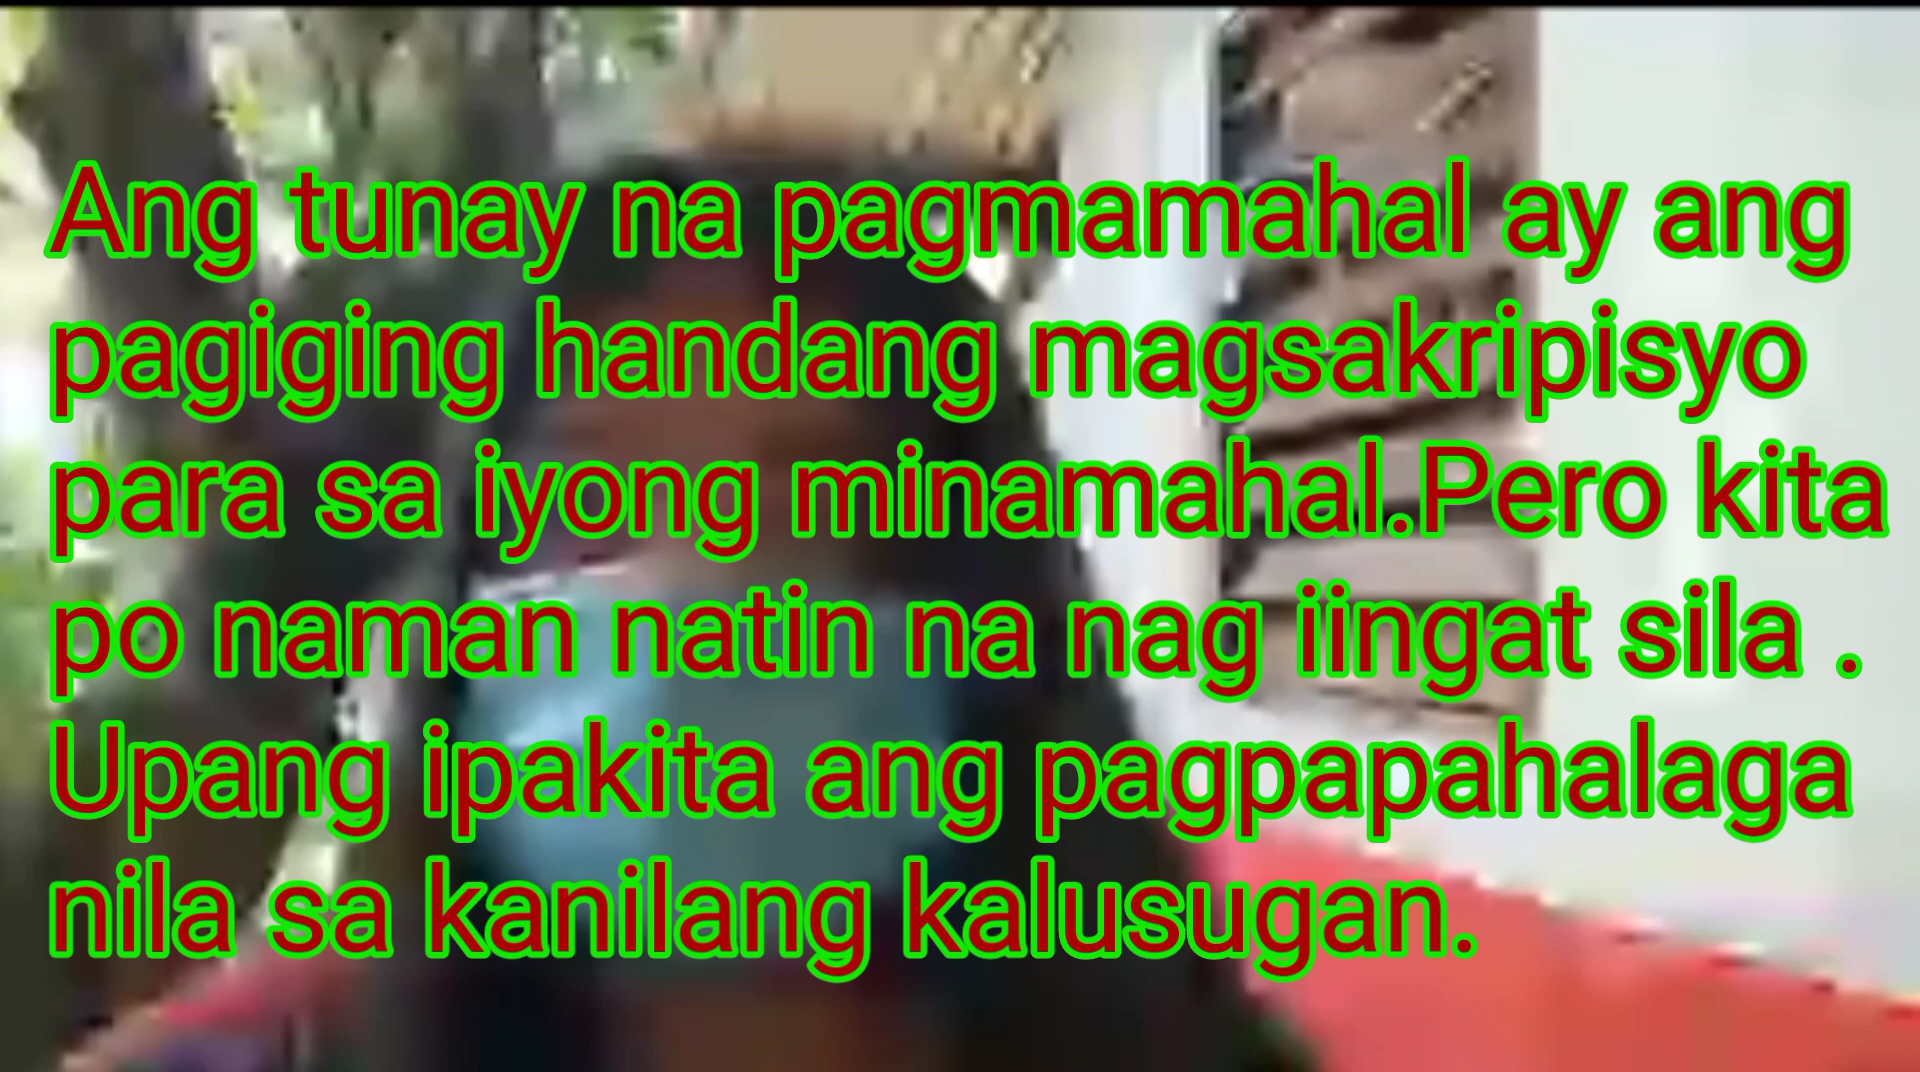 Ang tunay na pagmamahal ay ang
pagiging handang magsakripisyo
para sa iyong minamahal.Pero kita
po naman natin na nag iingat sila .
Upang ipakita ang pagpapahalaga
nila sa kanilang kalusugan.